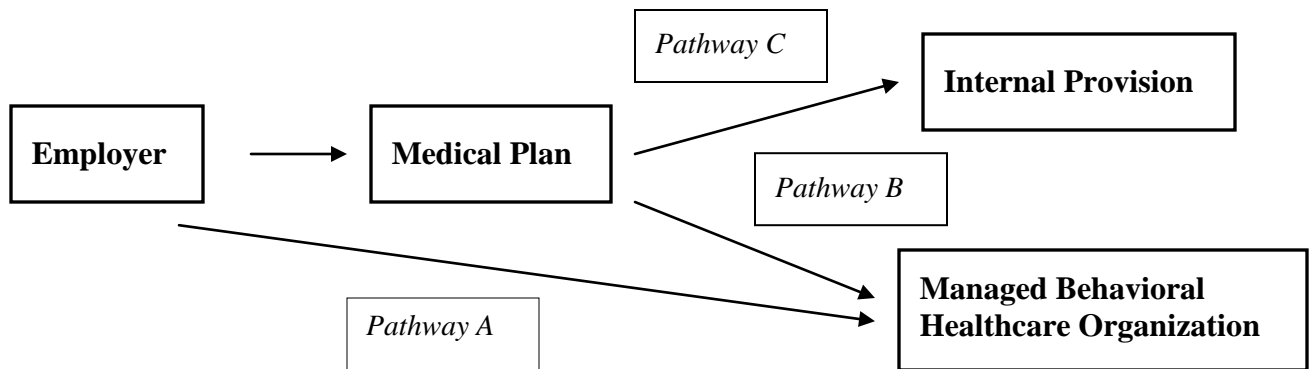 Pathway C
Internal Provision
Employer
Medical Plan
Pathway B
Managed Behavioral
Healthcare Organization
Pathway A